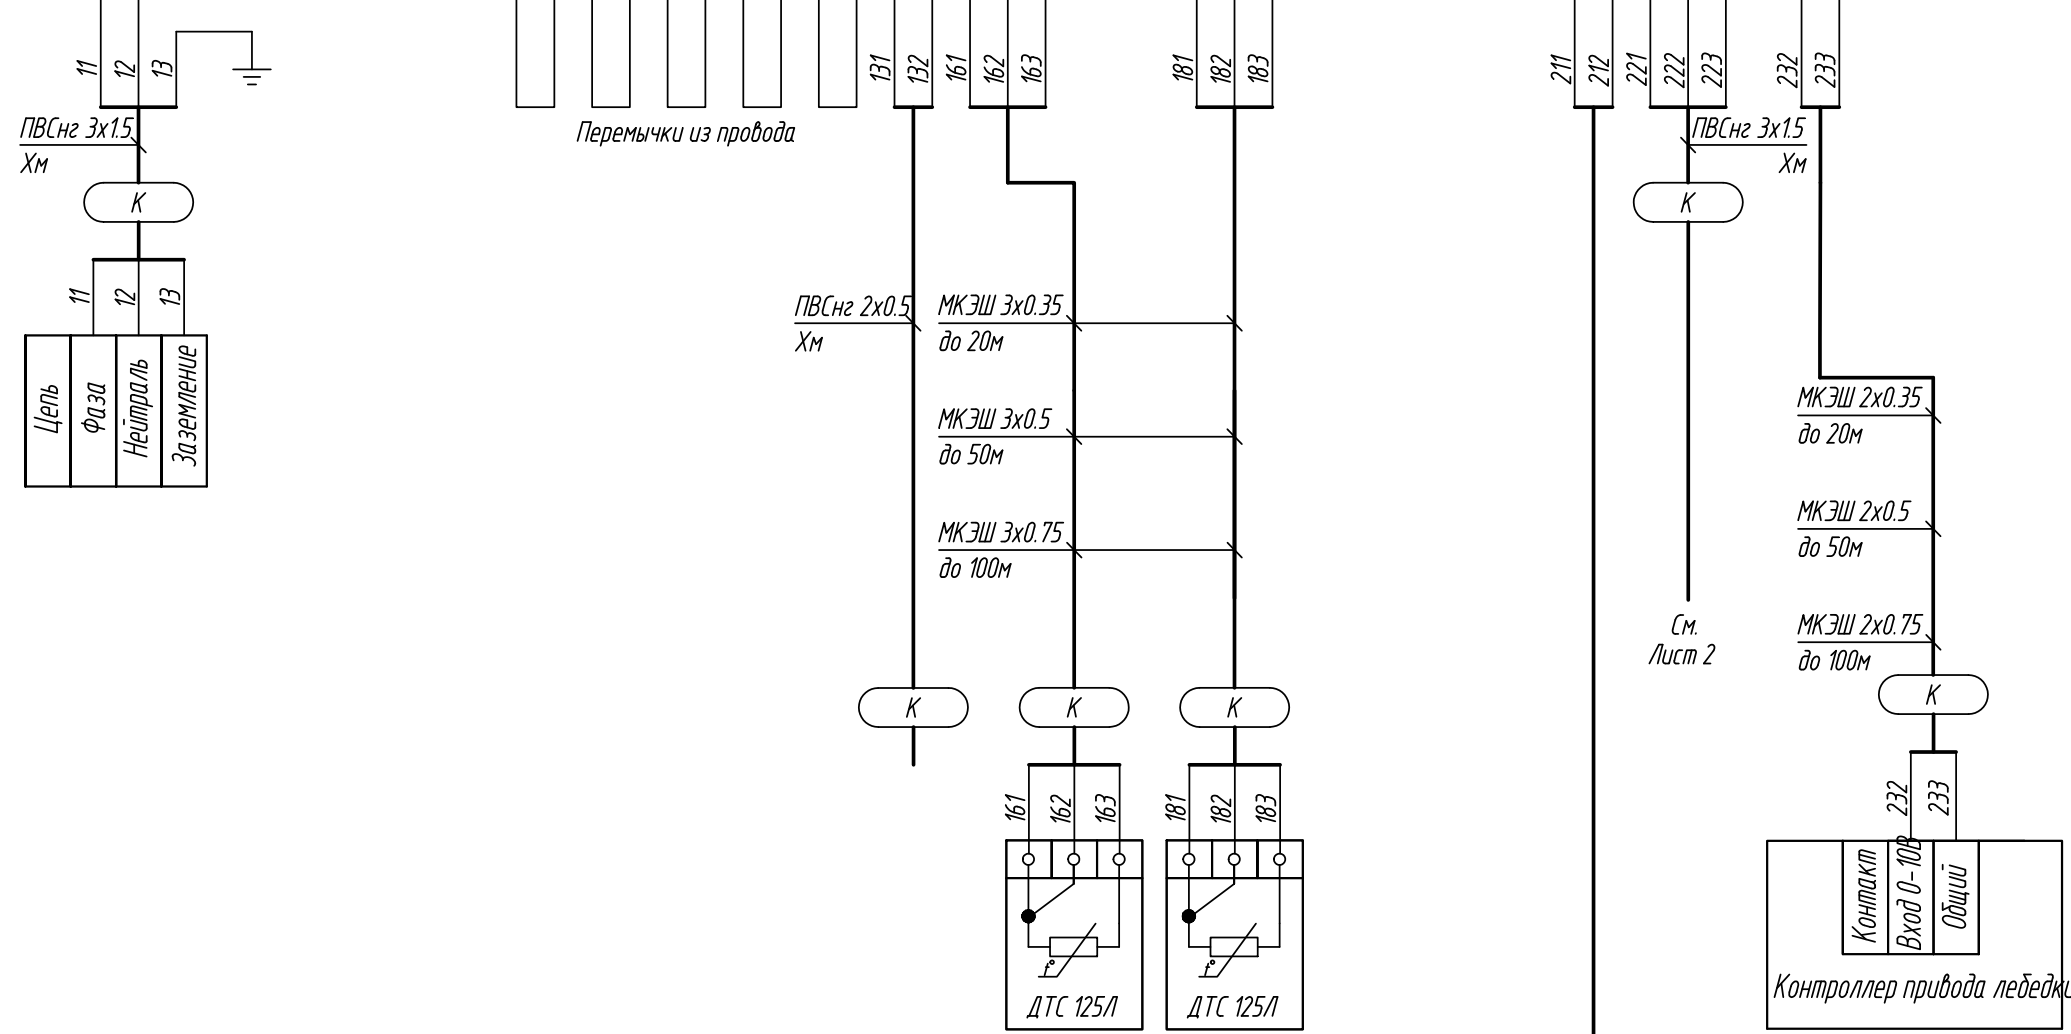 11
12
13
131
132
161
162
163
181
182
183
211
212
221
222
223
232
233
ПВСнг 3х1.5
Хм
Перемычки из провода
ПВСнг 3х1.5
Хм
К
К
11
12
13
ПВСнг 2х0.5
Хм
МКЭШ 3х0.35
до 20м
Цепь
Фаза
Нейтраль
Заземление
МКЭШ 2х0.35
до 20м
МКЭШ 3х0.5
до 50м
МКЭШ 2х0.5
до 50м
МКЭШ 3х0.75
до 100м
См.
Лист 2
МКЭШ 2х0.75
до 100м
К
К
К
К
161
162
163
181
182
183
232
233
Контакт
Вход 0-10В
Общий
t°
t°
ДТС 125Л
ДТС 125Л
Контроллер привода лебедки